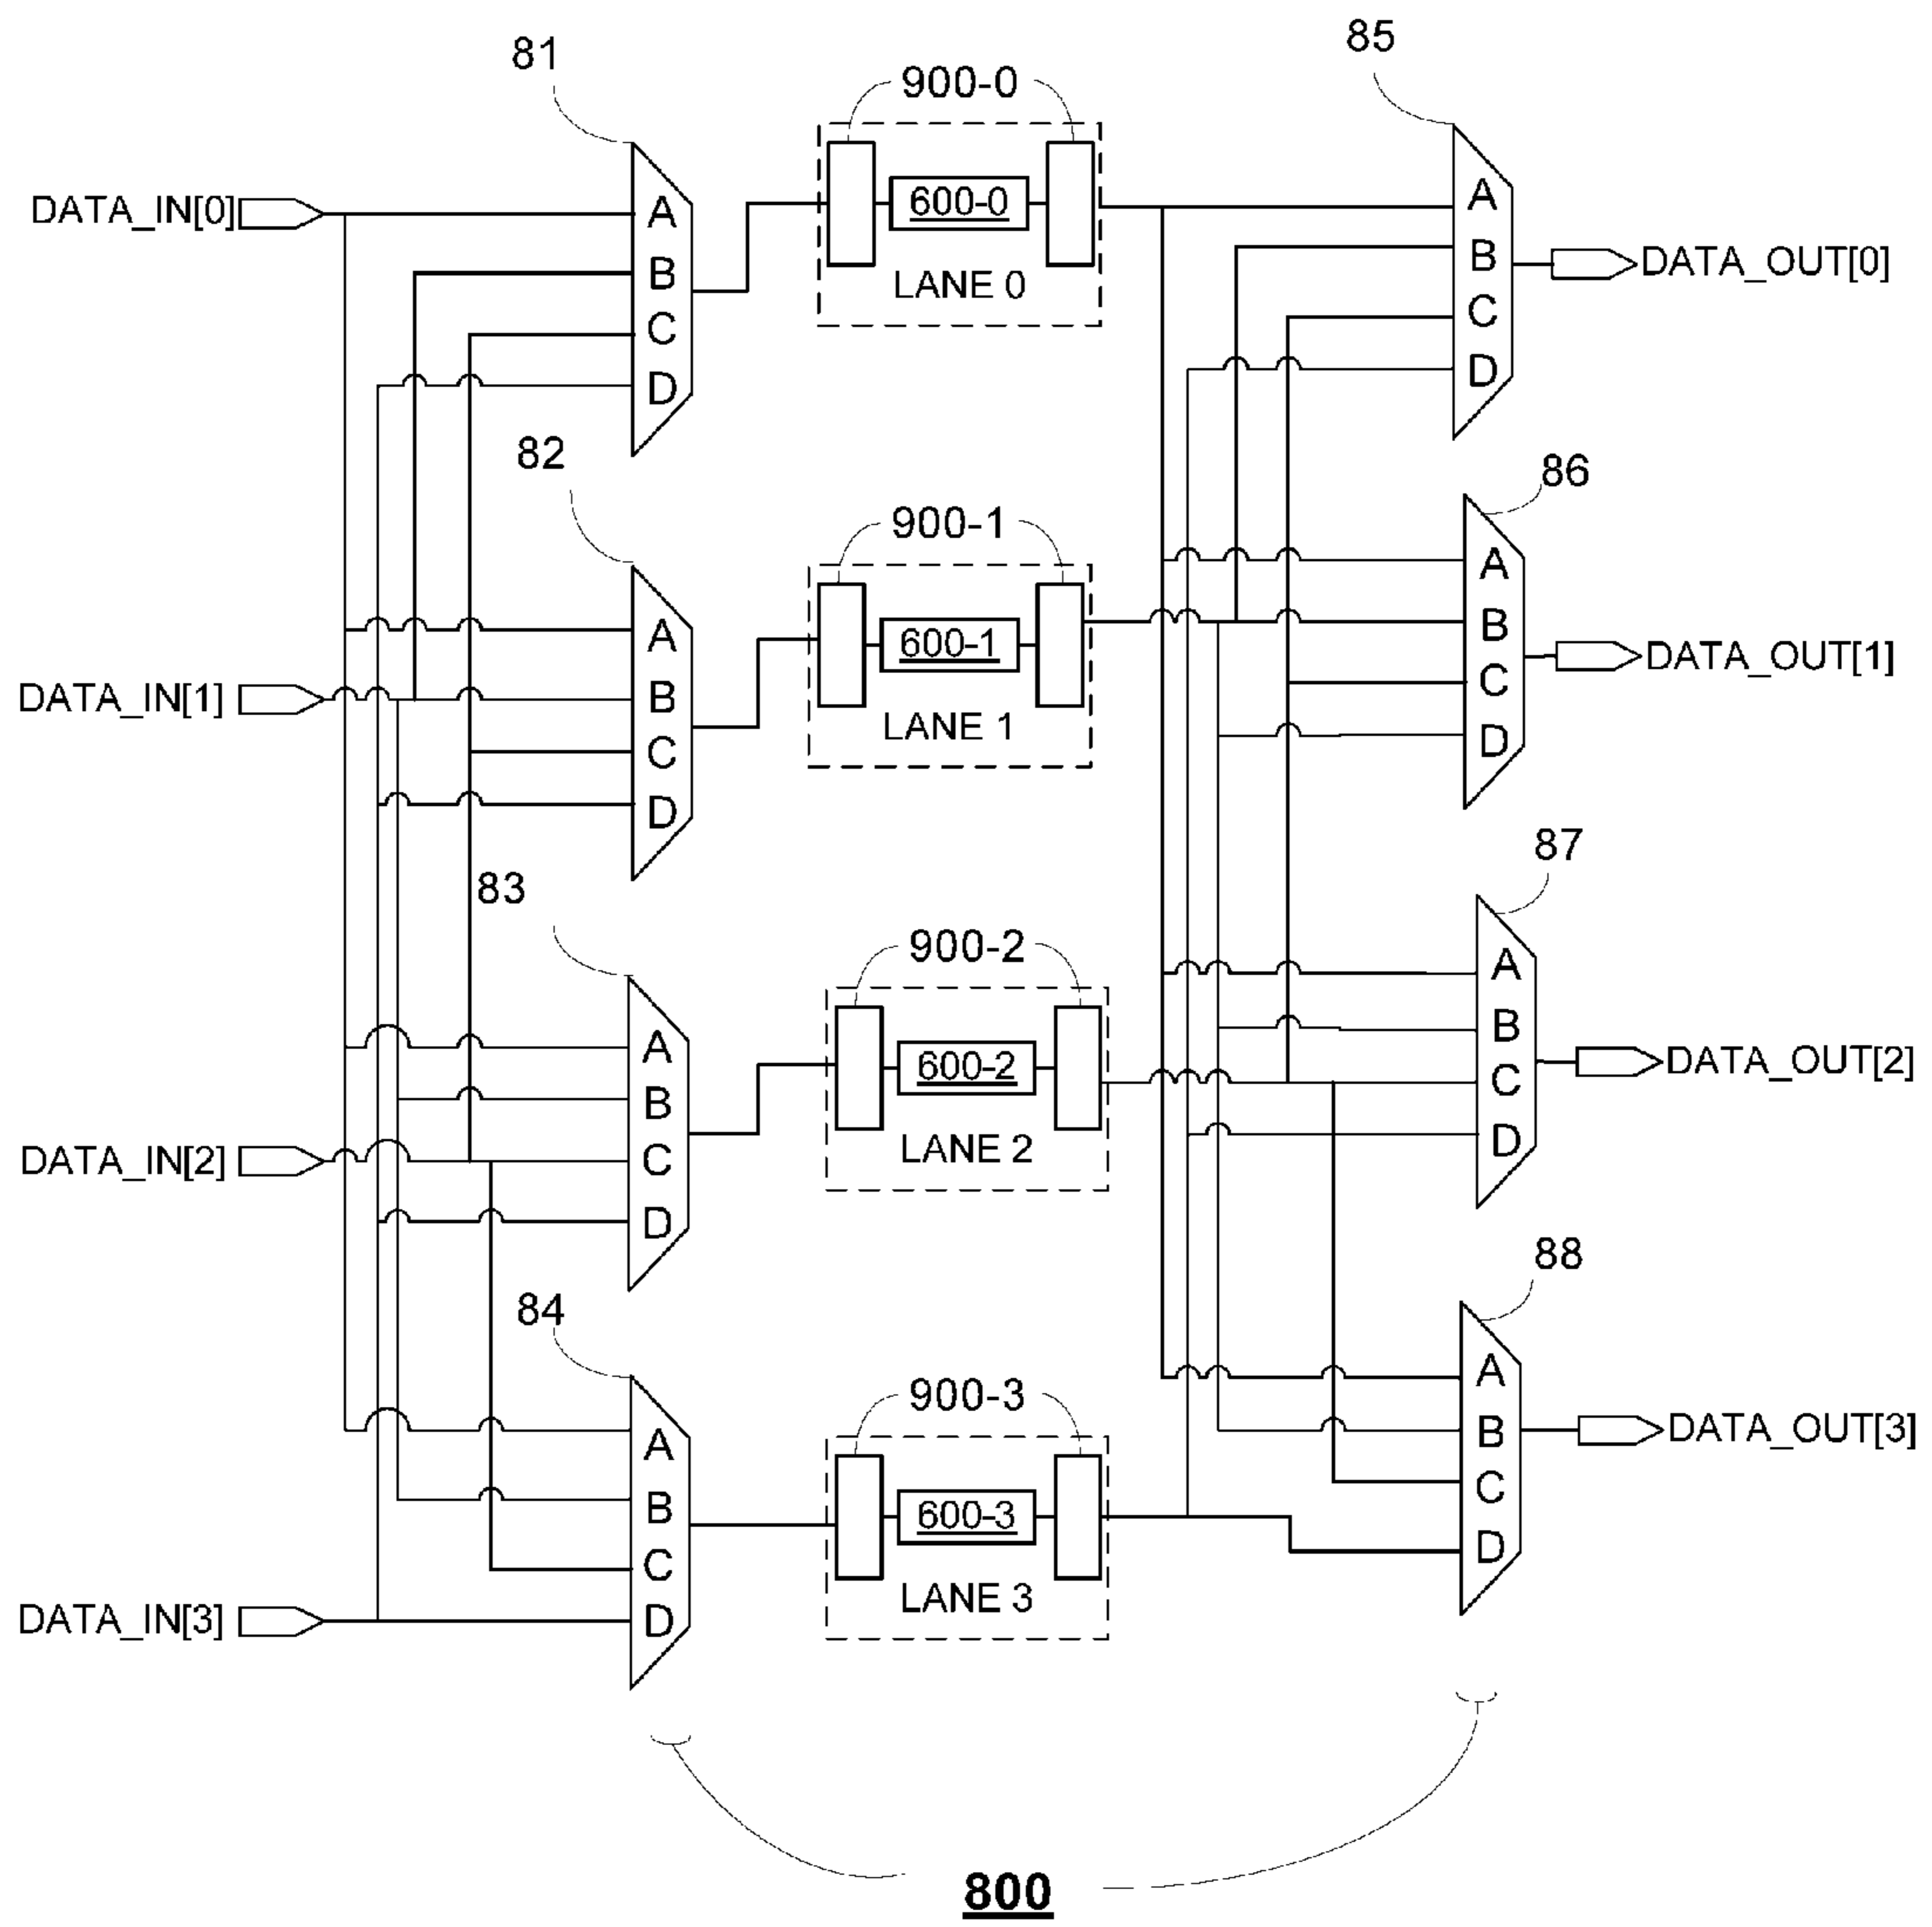 81
900-0
85
DATA_IN[0]
A
B
C
D
600-0
LANE 0
A
B
C
D
DATA_OUT[0]
82
900-1
86
DATA_IN[1]
A
B
C
D
600-1
LANE 1
A
B
C
D
DATA_OUT[1]
83
900-2
87
DATA_IN[2]
A
B
C
D
600-2
LANE 2
A
B
C
D
DATA_OUT[2]
84
900-3
88
DATA_IN[3]
A
B
C
D
600-3
LANE 3
A
B
C
D
DATA_OUT[3]
800